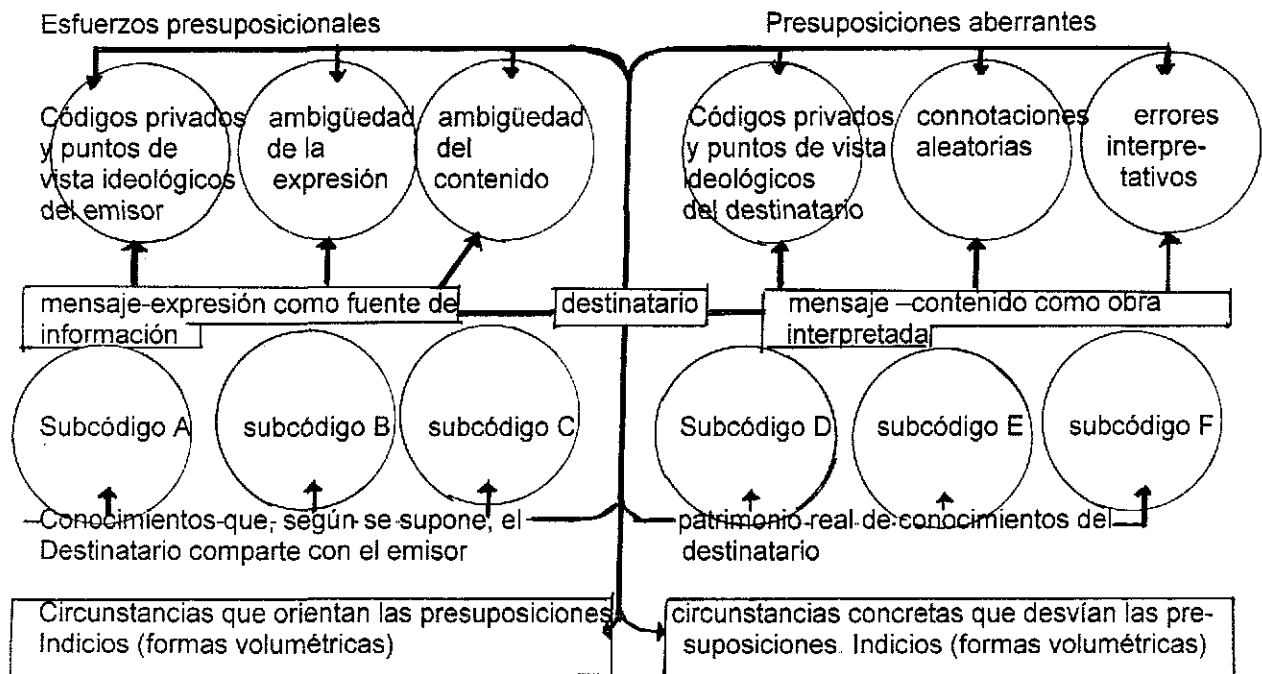 Esfuerzos presuposicionales
Presuposiciones aberrantes
Códigos privados
y puntos de
vista ideológicos
del emisor
ambigüedad
de la
expresión
ambigüedad
del
contenido
Códigos privados
y puntos de vista
ideológicos
del destinatario
connotaciones
aleatorias
errores
interpre-
tativos
mensaje-expresión como fuente de
información
destinatario
mensaje –contenido como obra
interpretada
Subcódigo A
subcódigo B
subcódigo C
Subcódigo D
subcódigo E
subcódigo F
Conocimientos que, según se supone, el
Destinatario comparte con el emisor
patrimonio real de conocimientos del
destinatario
Circunstancias que orientan las presuposiciones
Indicios (formas volumétricas)
circunstancias concretas que desvían las pre-
suposiciones. Indicios (formas volumétricas)